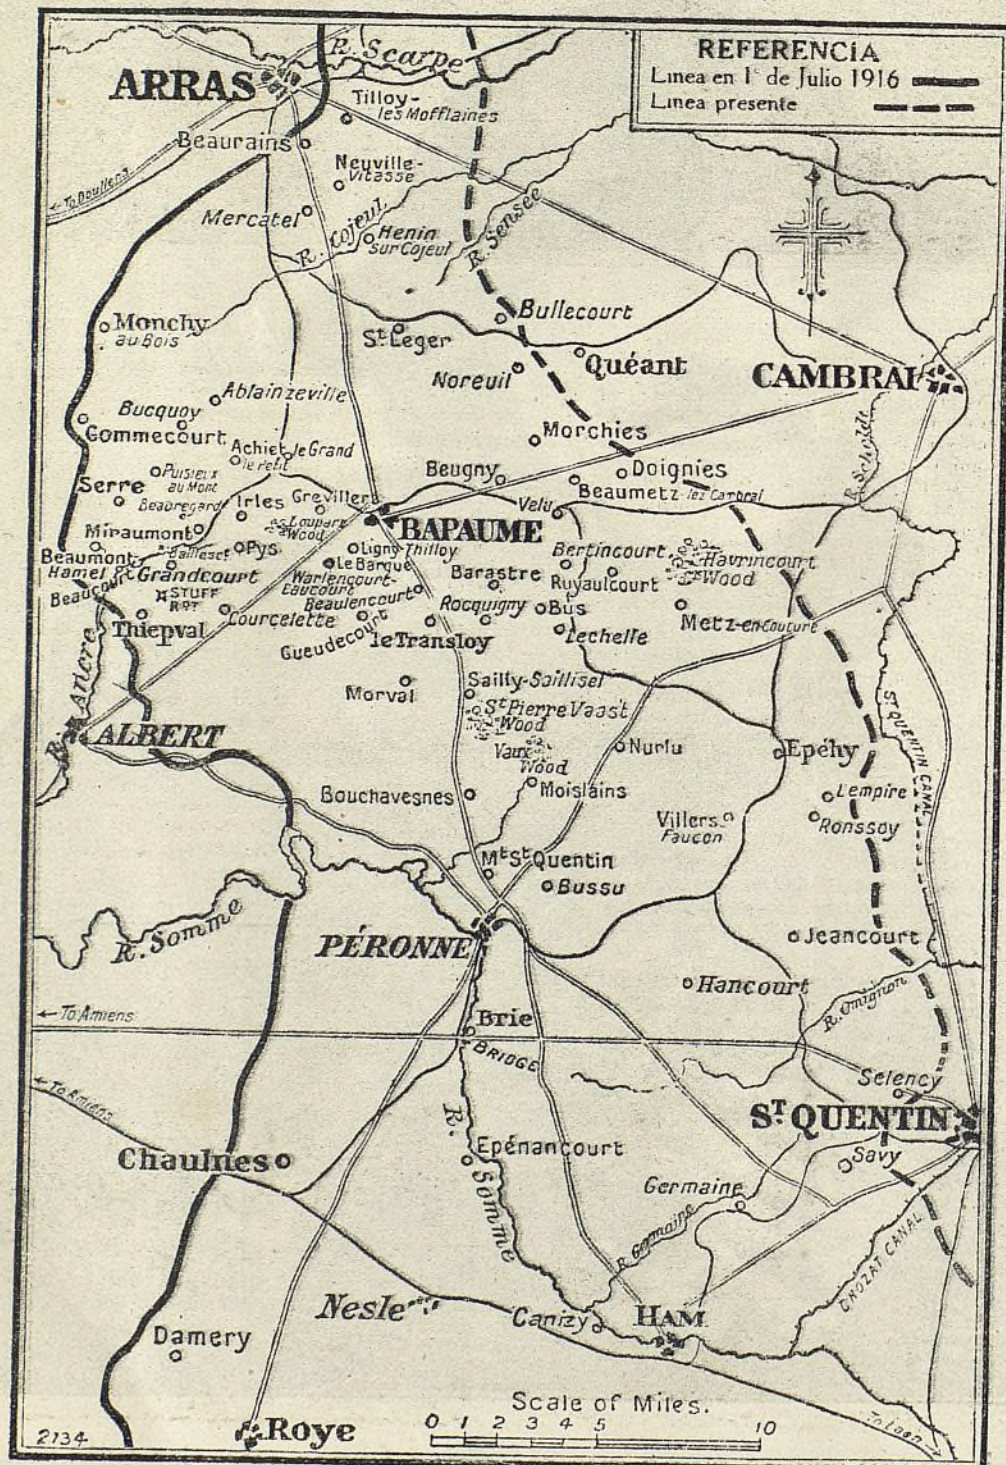 REFERENCIA
Linea en 1º de Julio 1916
Linea presente
R. Scarpe
ARRAS
Tilloy-
les Mofflaines
Beaurains
Neuville-
Vitasse
← To Doullens
Mercatel
R. Cojeul
Henin
sur Cojeul
R. Sensée
Monchy
au Bois
St Leger
Bullecourt
Noreuil
Quéant
CAMBRAI
Ablainzeville
Bucquoy
Gommecourt
Achiet le Grand
le Petit
Morchies
R. Schelde
Puisieux
au Mont
Serre
Beauregard
Irles
Greviller
Beugny
Doignies
Beaumetz lez Cambrai
Velu
Loupart
Wood
BAPAUME
Miraumont
Pys
Beaumont
Hamel
Beaucourt
Grandcourt
Ligny-Thilloy
Le Barque
Warlencourt-
Eaucourt
Bertincourt
Havrincourt
Wood
Barastre
Ruyaulcourt
STUFF
RDT
Beaulencourt
Rocquigny
Bus
Thiepval
Courcelette
Gueudecourt
le Transloy
Lechelle
Metz-en-Couture
R. Ancre
Morval
Sailly-Saillisel
St Pierre Vaast
Wood
ALBERT
Vaux
Wood
Nurlu
Epéhy
ST QUENTIN CANAL
Bouchavesnes
Moislains
Lempire
Villers
Faucon
Ronssoy
Mt St Quentin
Bussu
R. Somme
PÉRONNE
Jeancourt
Hancourt
R. Omignon
← To Amiens
Brie
BRIDGE
← To Amiens
Selency
ST. QUENTIN
Chaulnes
Epénancourt
Savy
R. Somme
Germaine
R. Germaine
CROZAT CANAL
Nesle
Canizy
HAM
Damery
Roye
Scale of Miles.
0 1 2 3 4 5 10
To Laon →
2734